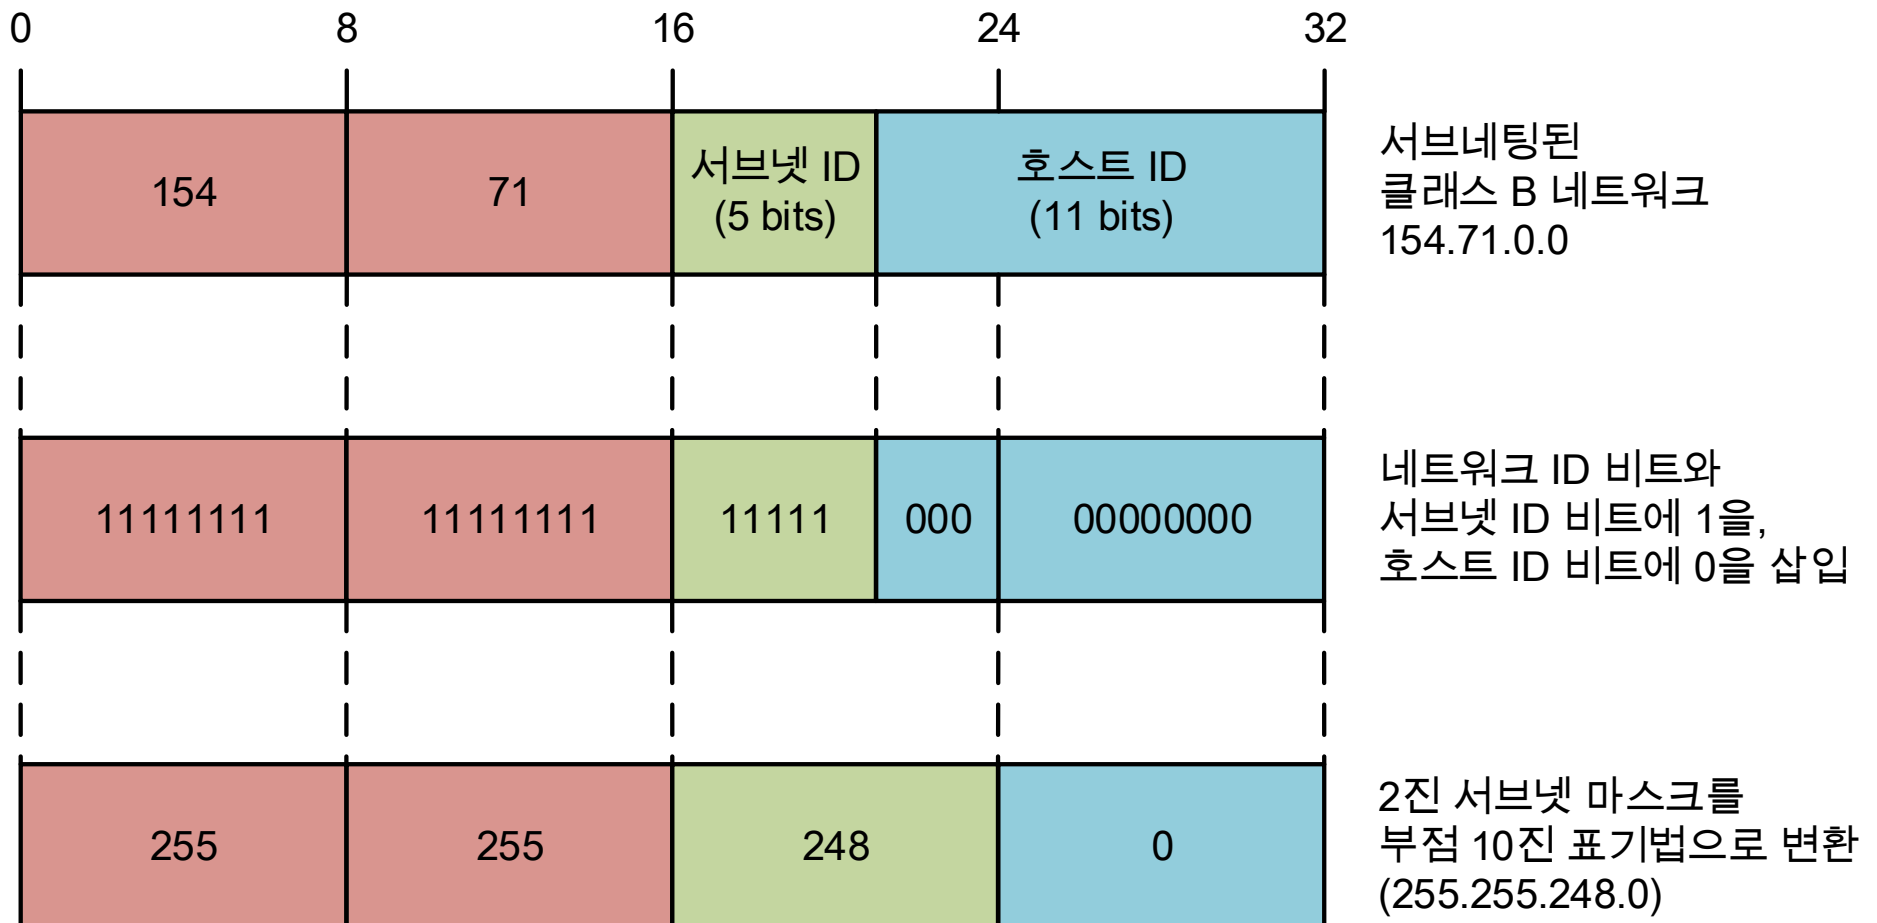 0 8 16 24 32
154 71 서브넷 ID 호스트 ID
(5 bits) (11 bits)
서브네팅된
클래스 B 네트워크
154.71.0.0
11111111 11111111 11111 000 00000000
네트워크 ID 비트와
서브넷 ID 비트에 1을,
호스트 ID 비트에 0을 삽입
255 255 248 0
2진 서브넷 마스크를
부점 10진 표기법으로 변환
(255.255.248.0)